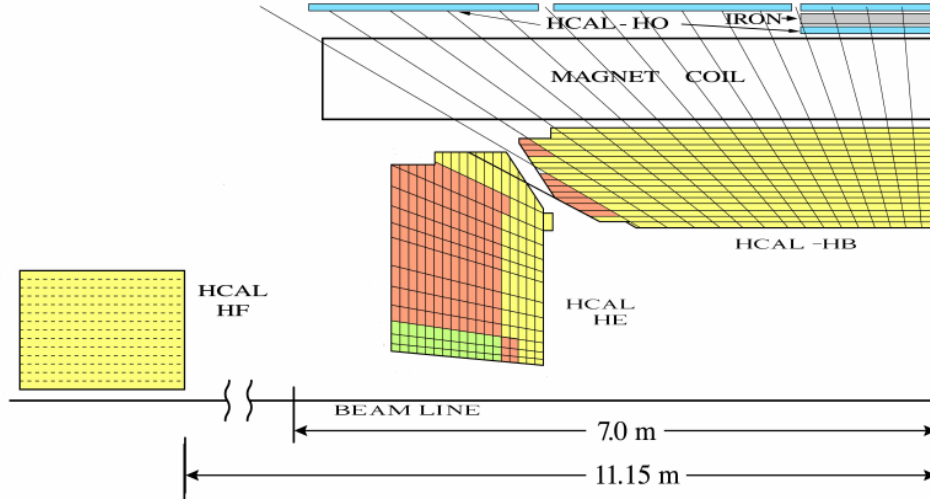 HCAL - HO
IRON
MAGNET COIL
HCAL -HB
HCAL
HF
HCAL
HE
BEAM LINE
7.0 m
11.15 m